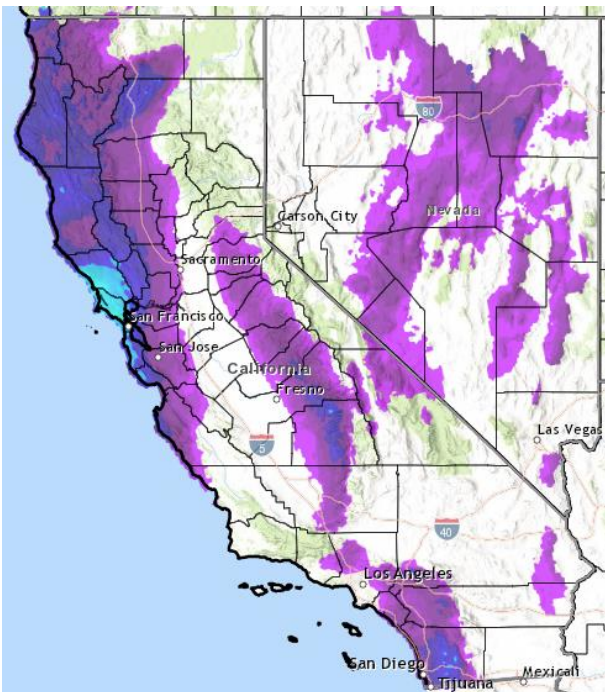 80
Carson City
Nevada
Sacramento
San Francisco
San Jose
California
Fresno
5
Las Vegas
40
Los Angeles
San Diego
Tijuana
Mexicali